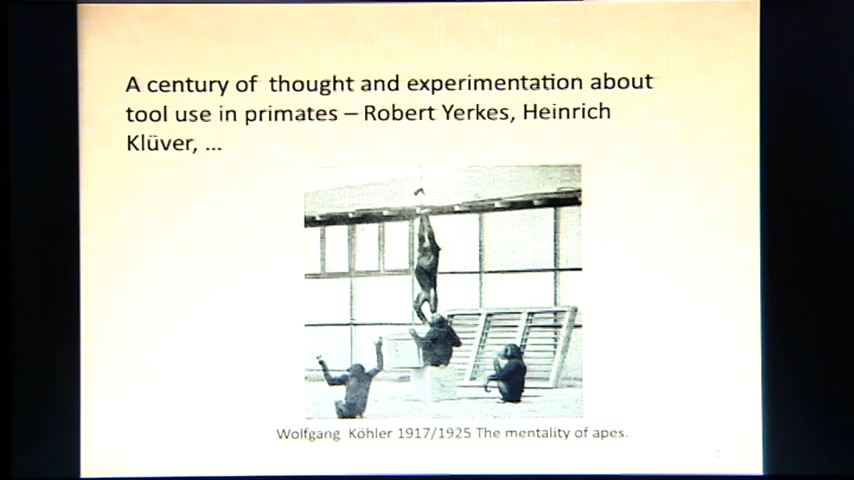 A century of thought and experimentation about
tool use in primates – Robert Yerkes, Heinrich
Klüver, ...
Wolfgang Köhler 1917/1925 The mentality of apes.